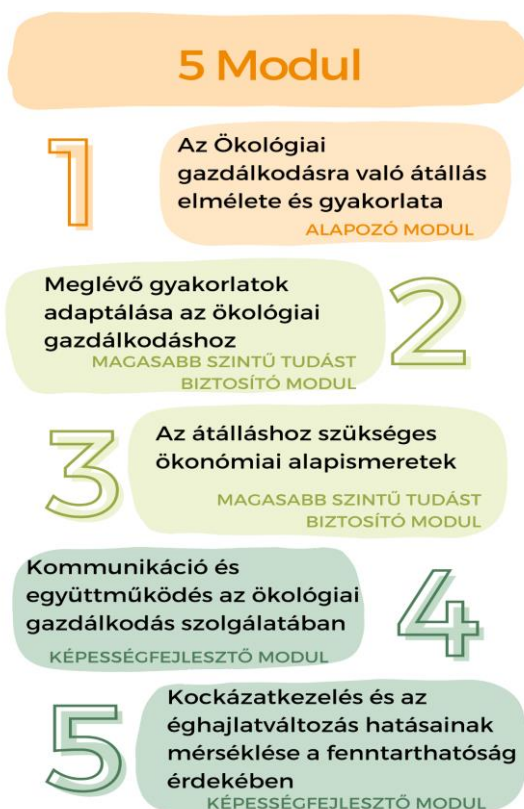 5 Modul
1
Az Ökológiai
gazdálkodásra való átállás
elmélete és gyakorlata
ALAPOZÓ MODUL
Meglévő gyakorlatok
adaptálása az ökológiai
gazdálkodáshoz
MAGASABB SZINTŰ TUDÁST
BIZTOSÍTÓ MODUL
2
3
Az átálláshoz szükséges
ökonómiai alapismeretek
MAGASABB SZINTŰ TUDÁST
BIZTOSÍTÓ MODUL
Kommunikáció és
együttműködés az ökológiai
gazdálkodás szolgálatában
KÉPESSÉGFEJLESZTŐ MODUL
4
5
Kockázatkezelés és az
éghajlatváltozás hatásainak
mérséklése a fenntarthatóság
érdekében
KÉPESSÉGFEJLESZTŐ MODUL